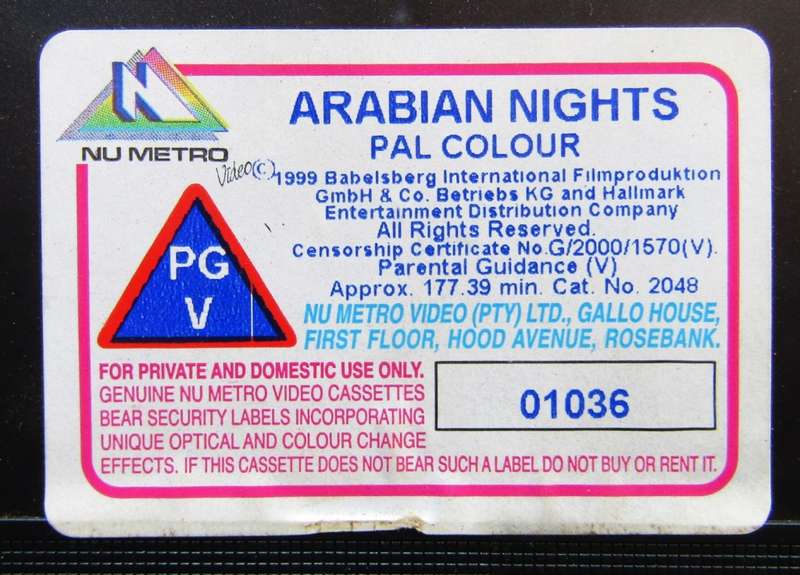 N
NU METRO
Video
ARABIAN NIGHTS
PAL COLOUR
(C) 1999 Babelsberg International Filmproduktion
GmbH & Co. Betriebs KG and Hallmark
Entertainment Distribution Company
All Rights Reserved.
Censorship Certificate No.G/2000/1570(V).
Parental Guidance (V)
Approx. 177.39 min. Cat. No. 2048
PG
V
NU METRO VIDEO (PTY) LTD., GALLO HOUSE,
FIRST FLOOR, HOOD AVENUE, ROSEBANK.
FOR PRIVATE AND DOMESTIC USE ONLY.
GENUINE NU METRO VIDEO CASSETTES
BEAR SECURITY LABELS INCORPORATING
UNIQUE OPTICAL AND COLOUR CHANGE
EFFECTS. IF THIS CASSETTE DOES NOT BEAR SUCH A LABEL DO NOT BUY OR RENT IT.
01036